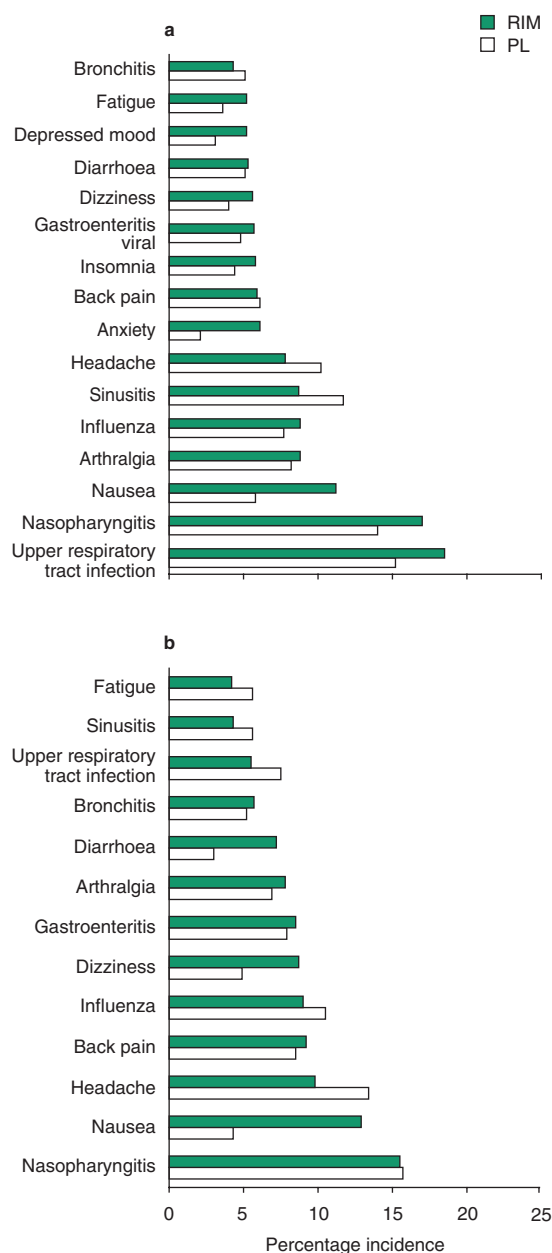 a
RIM
PL
Bronchitis
Fatigue
Depressed mood
Diarrhoea
Dizziness
Gastroenteritis
viral
Insomnia
Back pain
Anxiety
Headache
Sinusitis
Influenza
Arthralgia
Nausea
Nasopharyngitis
Upper respiratory
tract infection
b
Fatigue
Sinusitis
Upper respiratory
tract infection
Bronchitis
Diarrhoea
Arthralgia
Gastroenteritis
Dizziness
Influenza
Back pain
Headache
Nausea
Nasopharyngitis
0 5 10 15 20 25
Percentage incidence